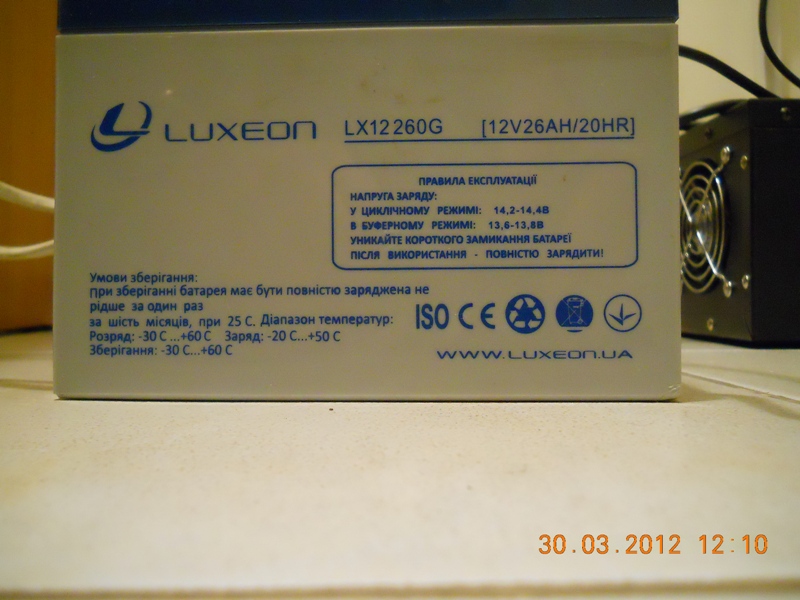 LUXEON LX12260G [12V26AH/20HR]
ПРАВИЛА ЕКСПЛУАТАЦІЇ
НАПРУГА ЗАРЯДУ:
У ЦИКЛІЧНОМУ РЕЖИМІ: 14,2-14,4В
В БУФЕРНОМУ РЕЖИМІ: 13,6-13,8В
УНИКАЙТЕ КОРОТКОГО ЗАМИКАННЯ БАТАРЕЇ
ПІСЛЯ ВИКОРИСТАННЯ - ПОВНІСТЮ ЗАРЯДИТИ!
Умови зберігання:
при зберіганні батарея має бути повністю заряджена не
рідше за один раз
за шість місяців, при 25 С. Діапазон температур:
Розряд: -30 С...+60 С Заряд: -20 С...+50 С
Зберігання: -30 С...+60 С
ISO CE
WWW.LUXEON.UA
30.03.2012 12:10